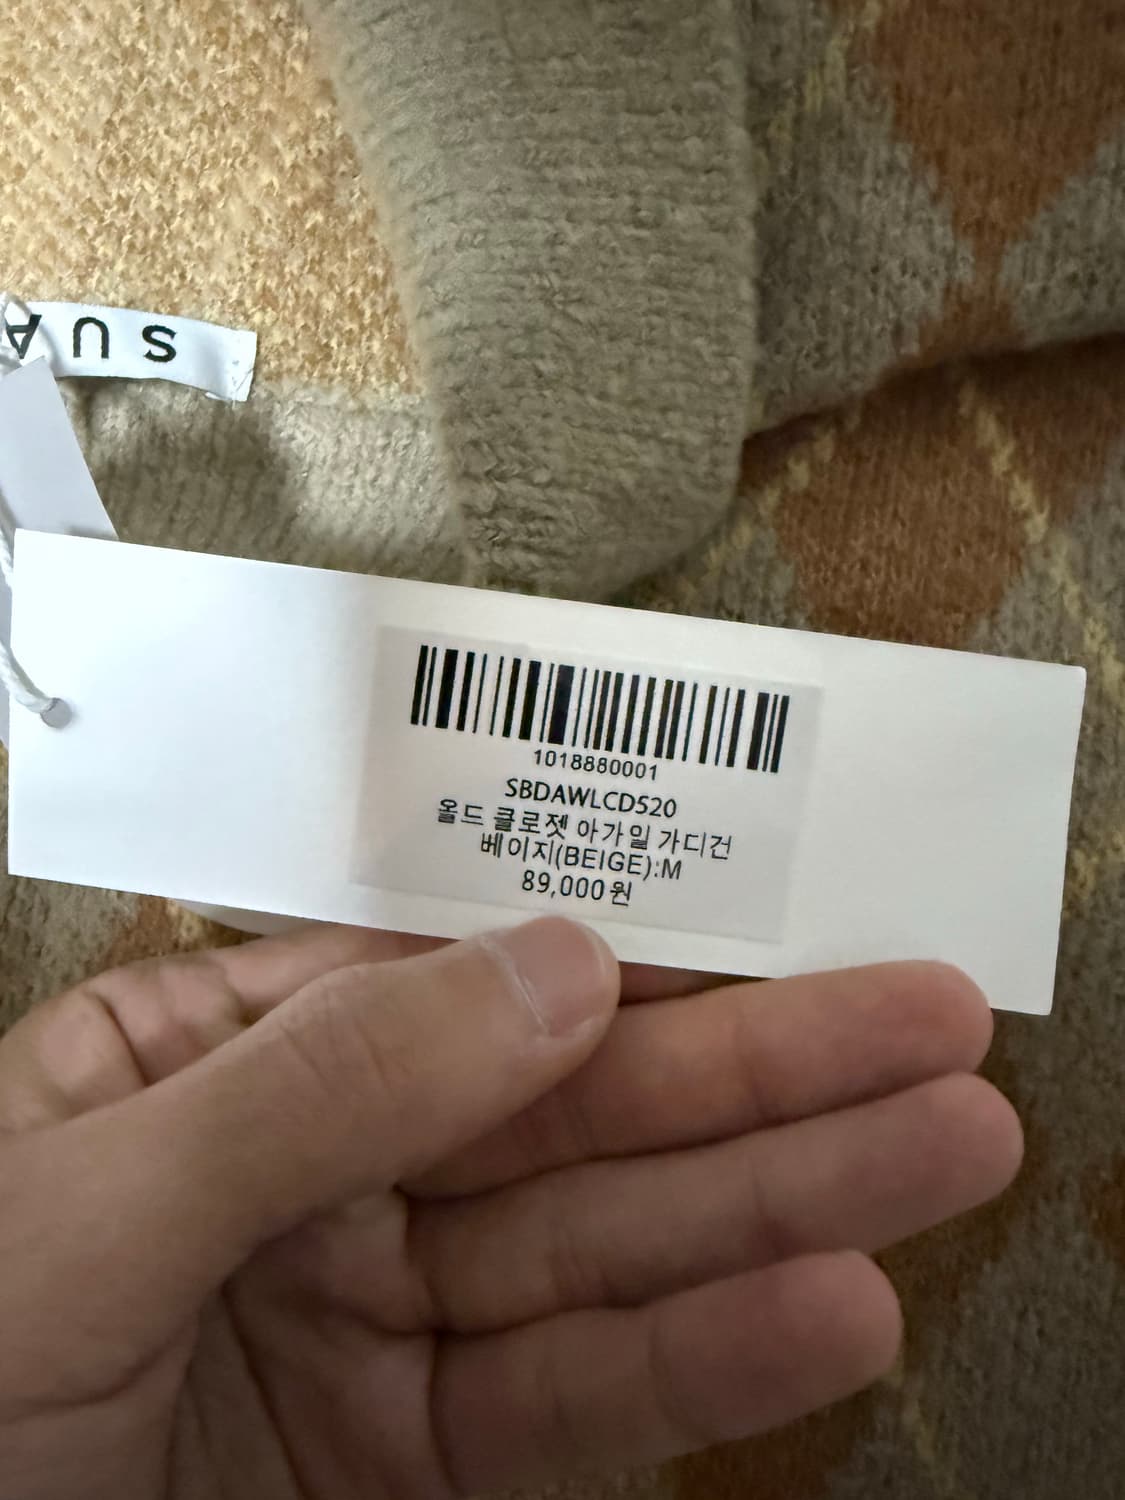 SUA
1018880001
SBDAWLCD520
올드 클로젯 아가일 가디건
베이지(BEIGE):M
89,000원